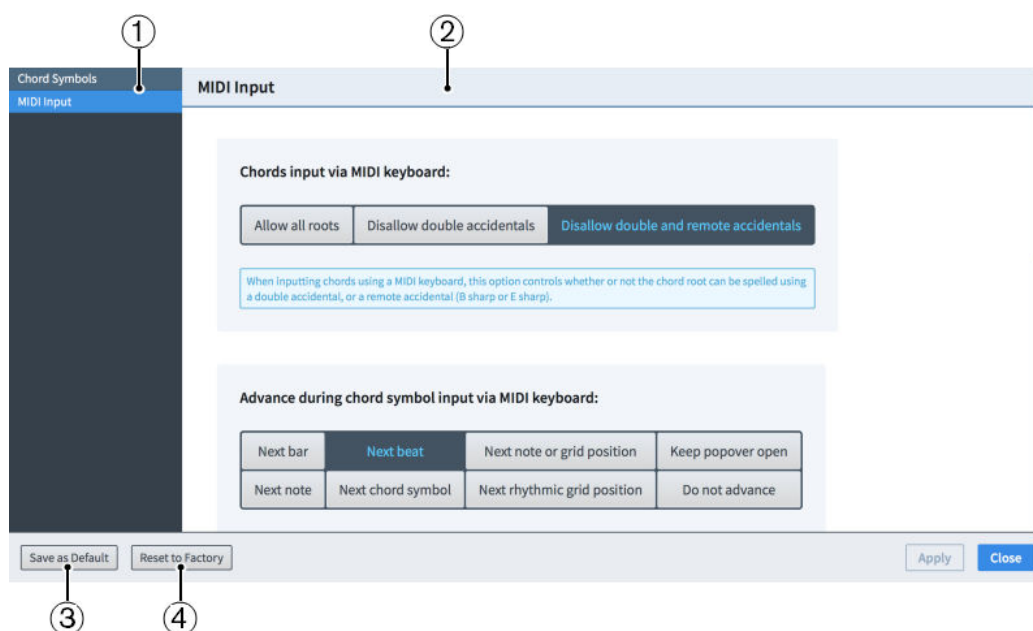 1
2
Chord Symbols
MIDI Input
MIDI Input
Chords input via MIDI keyboard:
Allow all roots
Disallow double accidentals
Disallow double and remote accidentals
When inputting chords using a MIDI keyboard, this option controls whether or not the chord root can be spelled using
a double accidental, or a remote accidental (B sharp or E sharp).
Advance during chord symbol input via MIDI keyboard:
Next bar
Next beat
Next note or grid position
Keep popover open
Next note
Next chord symbol
Next rhythmic grid position
Do not advance
Save as Default
Reset to Factory
Apply
Close
3
4